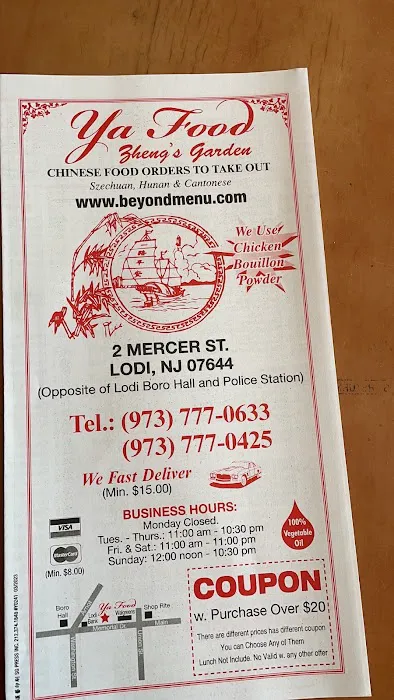 Ya Food
Zheng's Garden
CHINESE FOOD ORDERS TO TAKE OUT
Szechuan, Hunan & Cantonese
www.beyondmenu.com
We Use
Chicken
Bouillon
Powder
2 MERCER ST.
LODI, NJ 07644
(Opposite of Lodi Boro Hall and Police Station)
Tel.: (973) 777-0633
(973) 777-0425
We Fast Deliver
(Min. $15.00)
BUSINESS HOURS:
Monday Closed.
Tues. - Thurs.: 11:00 am - 10:30 pm
Fri. & Sat.: 11:00 am - 11:00 pm
Sunday: 12:00 noon - 10:30 pm
VISA
MasterCard
(Min. $8.00)
100%
Vegetable
Oil
Boro
Hall
Lodi
Bank
Ya Food
Walgreens
Shop Rite
Memorial Dr.
Main
COUPON
w. Purchase Over $20
There are different prices has different coupon.
You can Choose Any of Them
Lunch Not Include. No Valid w. any other offer